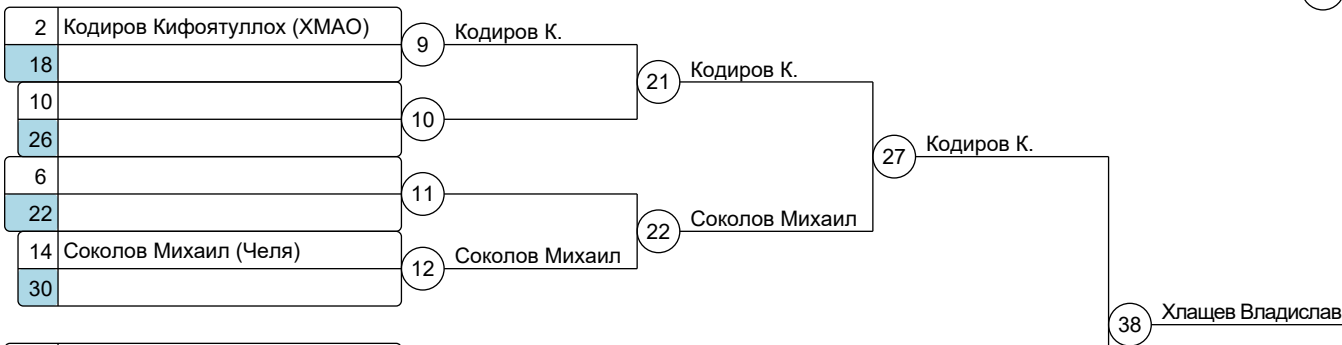 2 Кодиров Кифоятуллох (ХМАО)
9 Кодиров К.
18
21 Кодиров К.
10
10
26
27 Кодиров К.
6
11
22
22 Соколов Михаил
14 Соколов Михаил (Челя)
12 Соколов Михаил
30
38 Хлащев Владислав